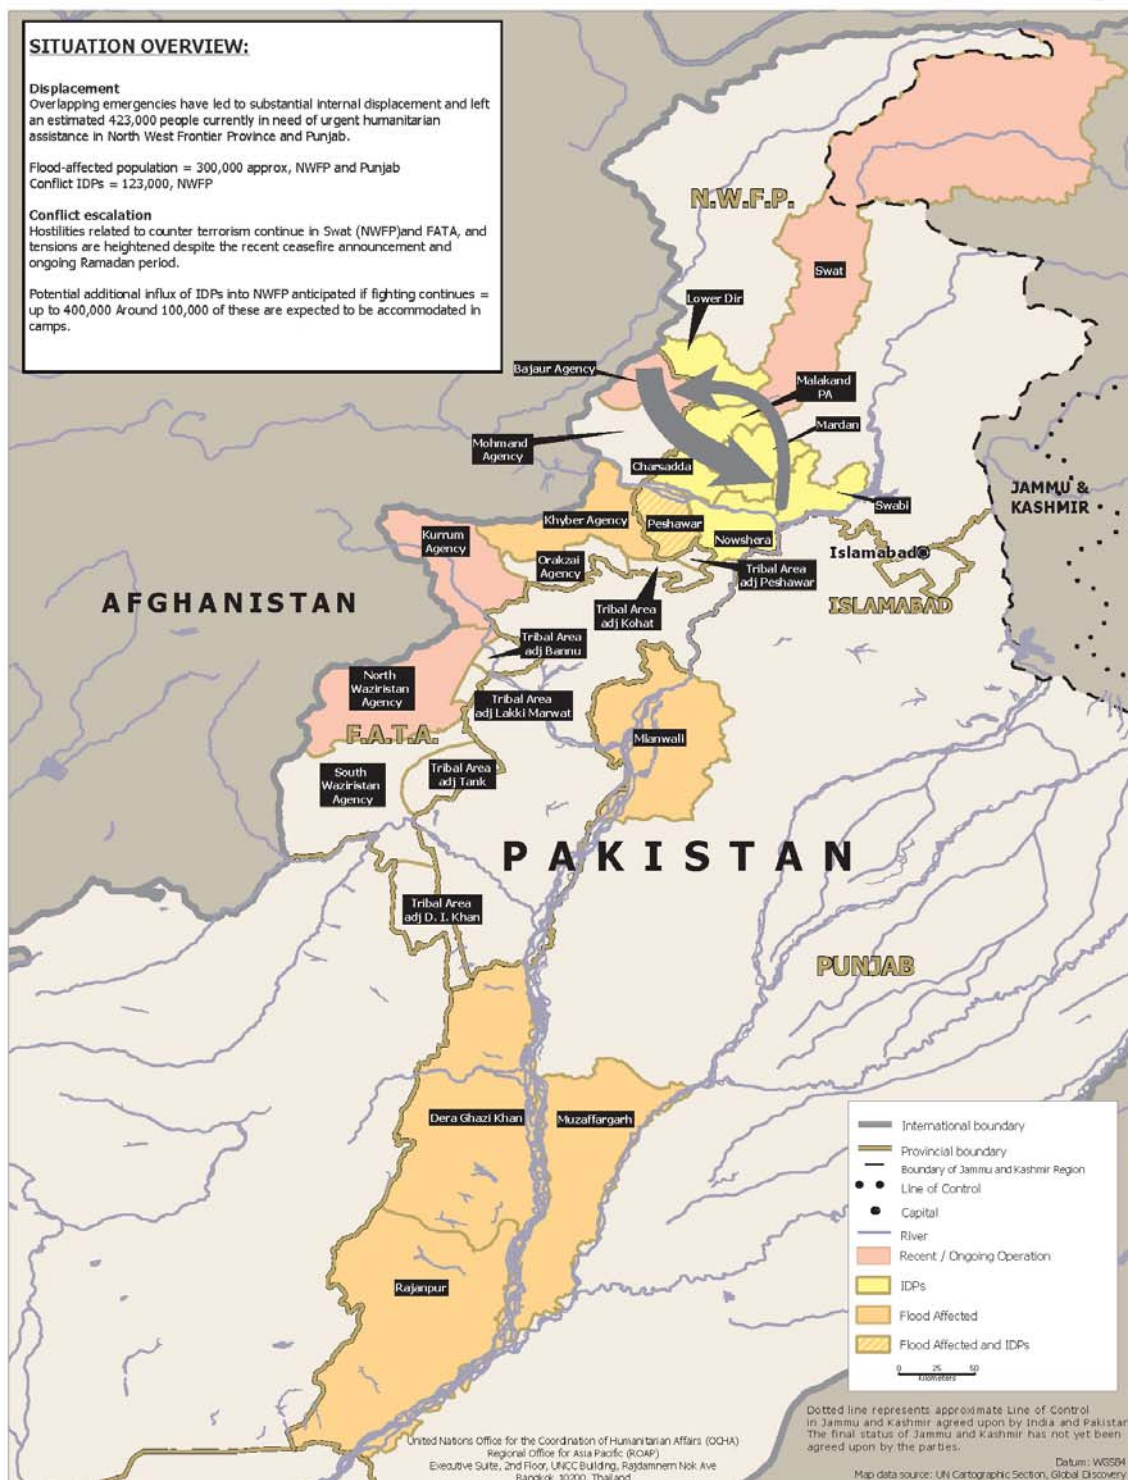 SITUATION OVERVIEW:
Displacement
Overlapping emergencies have led to substantial internal displacement and left
an estimated 423,000 people currently in need of urgent humanitarian
assistance in North West Frontier Province and Punjab.
Flood-affected population = 300,000 approx, NWFP and Punjab
Conflict IDPs = 123,000, NWFP
Conflict escalation
Hostilities related to counter terrorism continue in Swat (NWFP)and FATA, and
tensions are heightened despite the recent ceasefire announcement and
ongoing Ramadan period.
Potential additional influx of IDPs into NWFP anticipated if fighting continues =
up to 400,000 Around 100,000 of these are expected to be accommodated in
camps.
N.W.F.P.
Swat
Lower Dir
Bajaur Agency
Malakand
PA
Mardan
Mohmand
Agency
Charsadda
JAMMU &
KASHMIR
Swabi
Khyber Agency
Peshawar
Kurrum
Agency
Nowshera
Islamabad
Orakzai
Agency
Tribal Area
adj Peshawar
AFGHANISTAN
Tribal Area
adj Kohat
ISLAMABAD
Tribal Area
adj Bannu
North
Waziristan
Agency
Tribal Area
adj Lakki Marwat
F.A.T.A.
Mianwali
South
Waziristan
Agency
Tribal Area
adj Tank
PAKISTAN
Tribal Area
adj D. I. Khan
PUNJAB
Dera Ghazi Khan
Muzaffargarh
Rajanpur
International boundary
Provincial boundary
Boundary of Jammu and Kashmir Region
Line of Control
Capital
River
Recent / Ongoing Operation
IDPs
Flood Affected
Flood Affected and IDPs
0 25 50
Kilometers
Dotted line represents approximate Line of Control
in Jammu and Kashmir agreed upon by India and Pakistan
The final status of Jammu and Kashmir has not yet been
agreed upon by the parties.
United Nations Office for the Coordination of Humanitarian Affairs (OCHA)
Regional Office for Asia Pacific (ROAP)
Executive Suite, 2nd Floor, UNCC Building, Rajdamnern Nok Ave
Bangkok, 10200, Thailand
Datum: WGS84
Map data source: UN Cartographic Section, Global Discovery